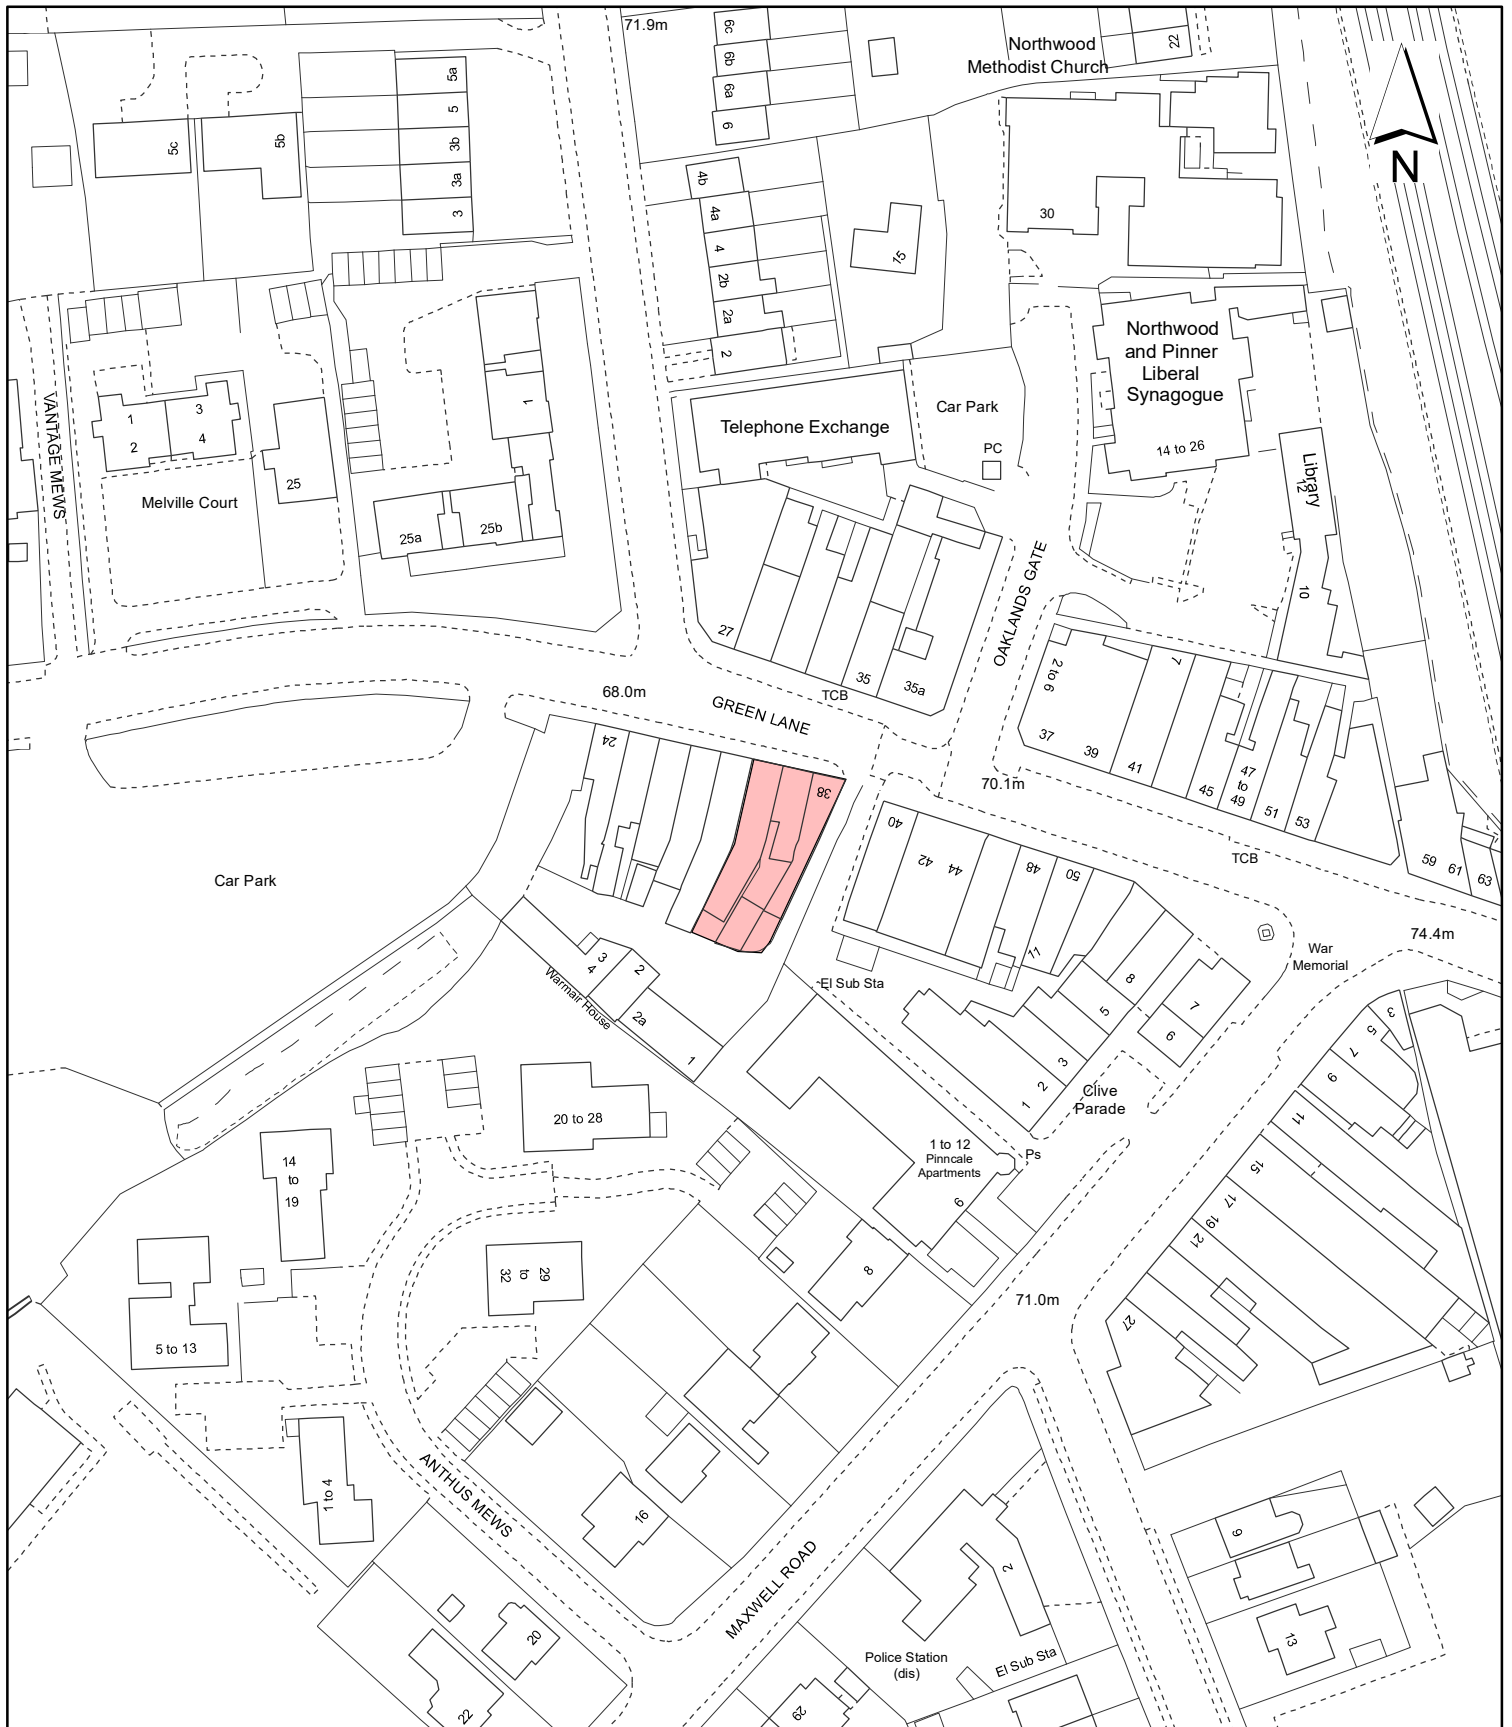 71.9m
6c
6b
6a
6
22
Northwood
Methodist Church
N
5a
5
3b
3a
3
5c
5b
4b
4a
4
2b
2a
2
15
30
Northwood
and Pinner
Liberal
Synagogue
14 to 26
VANTAGE MEWS
1
2
3
4
25
Melville Court
1
25a
25b
Telephone Exchange
Car Park
PC
Library
12
10
OAKLANDS GATE
27
35
35a
TCB
2 to 6
7
37
39
41
45
47
to
49
51
53
59
61
63
68.0m
GREEN LANE
24
38
70.1m
TCB
40
42
44
48
50
11
Car Park
74.4m
War
Memorial
El Sub Sta
8
5
7
6
3
2
1
Clive
Parade
3
4
2
2a
1
Warmair House
3
5
7
9
11
15
17
19
21
27
20 to 28
14
to
19
1 to 12
Pinncale
Apartments
Ps
9
8
32
to
29
71.0m
5 to 13
1 to 4
ANTHUS MEWS
16
MAXWELL ROAD
2
9
13
20
22
Police Station
(dis)
El Sub Sta
29